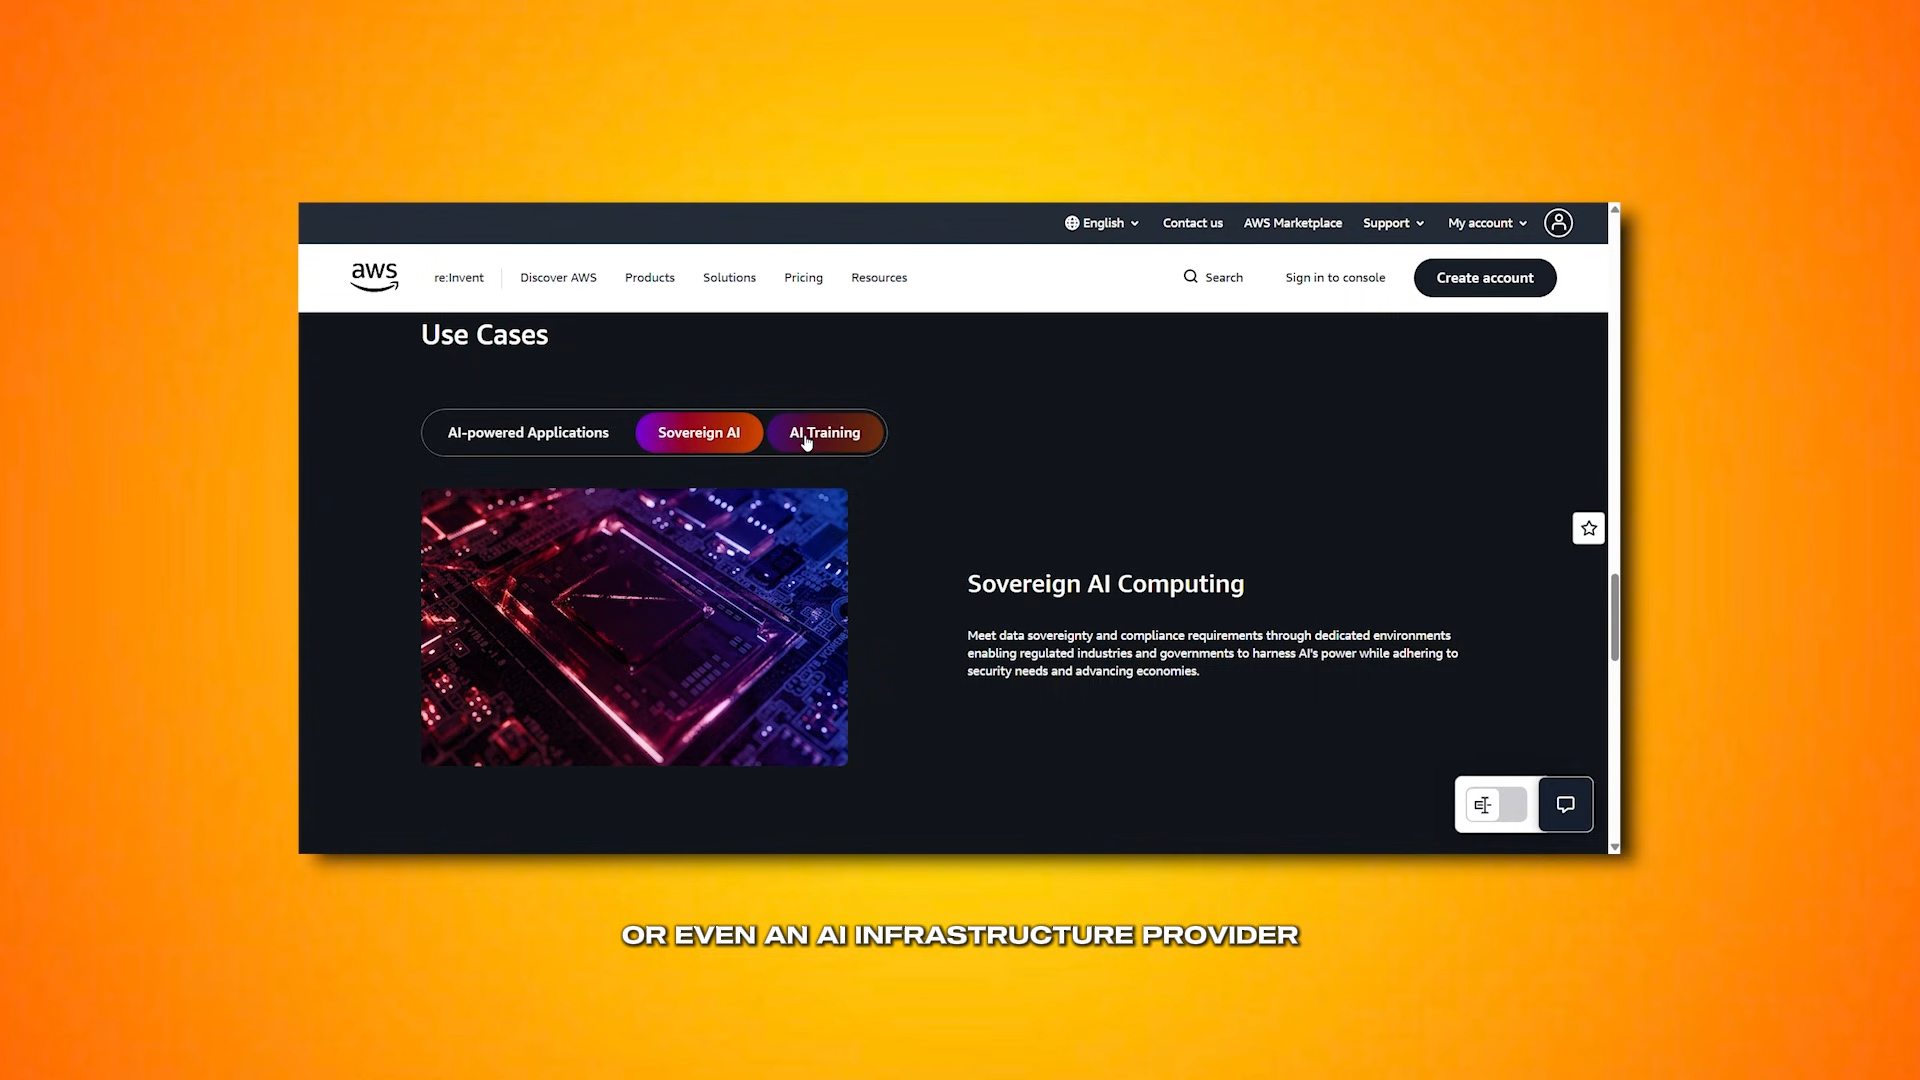 English
Contact us
AWS Marketplace
Support
My account
aws
re:Invent
Discover AWS
Products
Solutions
Pricing
Resources
Search
Sign in to console
Create account
Use Cases
AI-powered Applications
Sovereign AI
AI Training
Sovereign AI Computing
Meet data sovereignty and compliance requirements through dedicated environments
enabling regulated industries and governments to harness AI's power while adhering to
security needs and advancing economies.
OR EVEN AN AI INFRASTRUCTURE PROVIDER